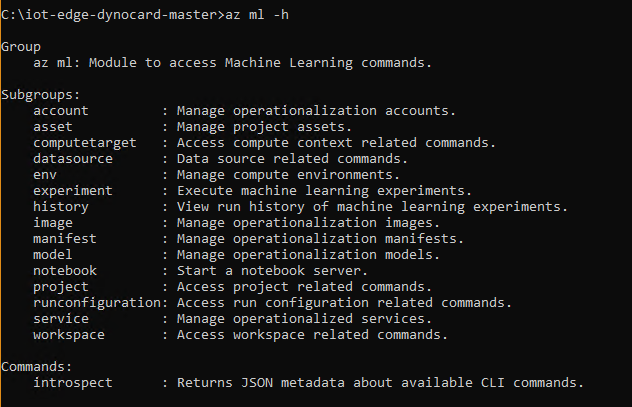 C:\iot-edge-dynocard-master>az ml -h
Group
az ml: Module to access Machine Learning commands.
Subgroups:
account : Manage operationalization accounts.
asset : Manage project assets.
computetarget : Access compute context related commands.
datasource : Data source related commands.
env : Manage compute environments.
experiment : Execute machine learning experiments.
history : View run history of machine learning experiments.
image : Manage operationalization images.
manifest : Manage operationalization manifests.
model : Manage operationalization models.
notebook : Start a notebook server.
project : Access project related commands.
runconfiguration: Access run configuration related commands.
service : Manage operationalized services.
workspace : Access workspace related commands.
Commands:
introspect : Returns JSON metadata about available CLI commands.